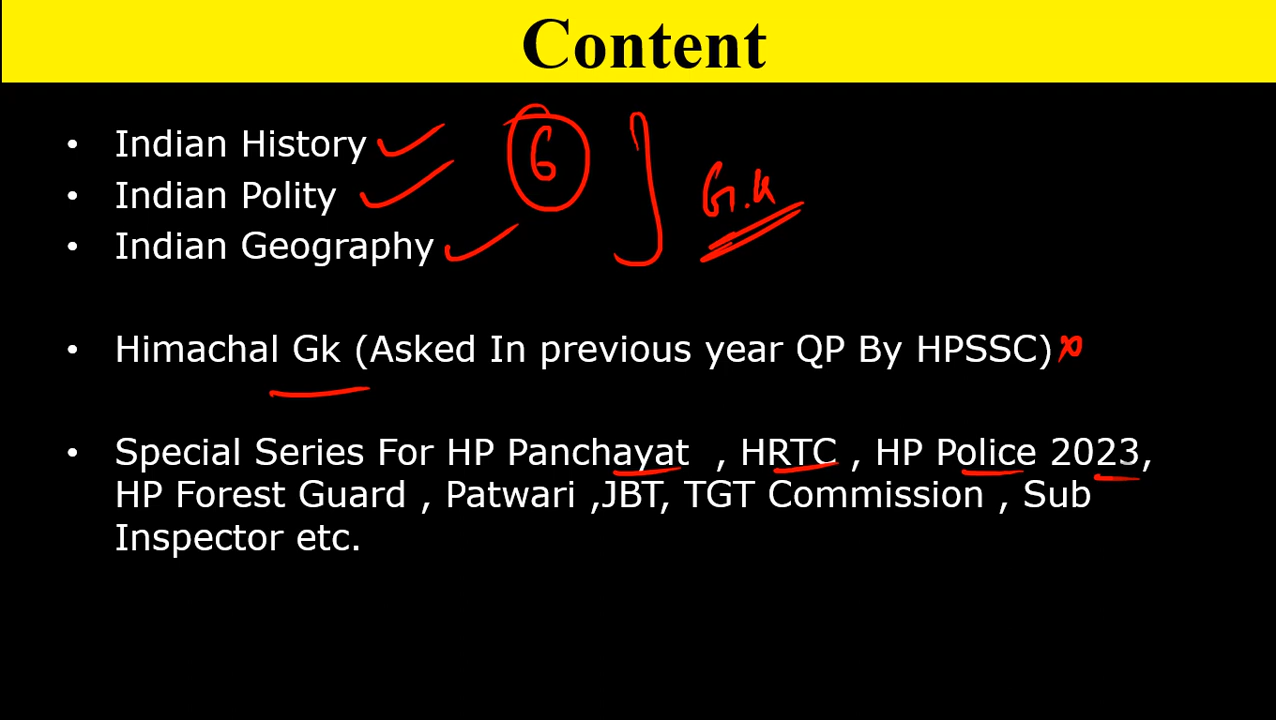 Content
• Indian History
6
• Indian Polity
G.K
• Indian Geography
• Himachal Gk (Asked In previous year QP By HPSSC)
• Special Series For HP Panchayat , HRTC , HP Police 2023,
HP Forest Guard , Patwari ,JBT, TGT Commission , Sub
Inspector etc.